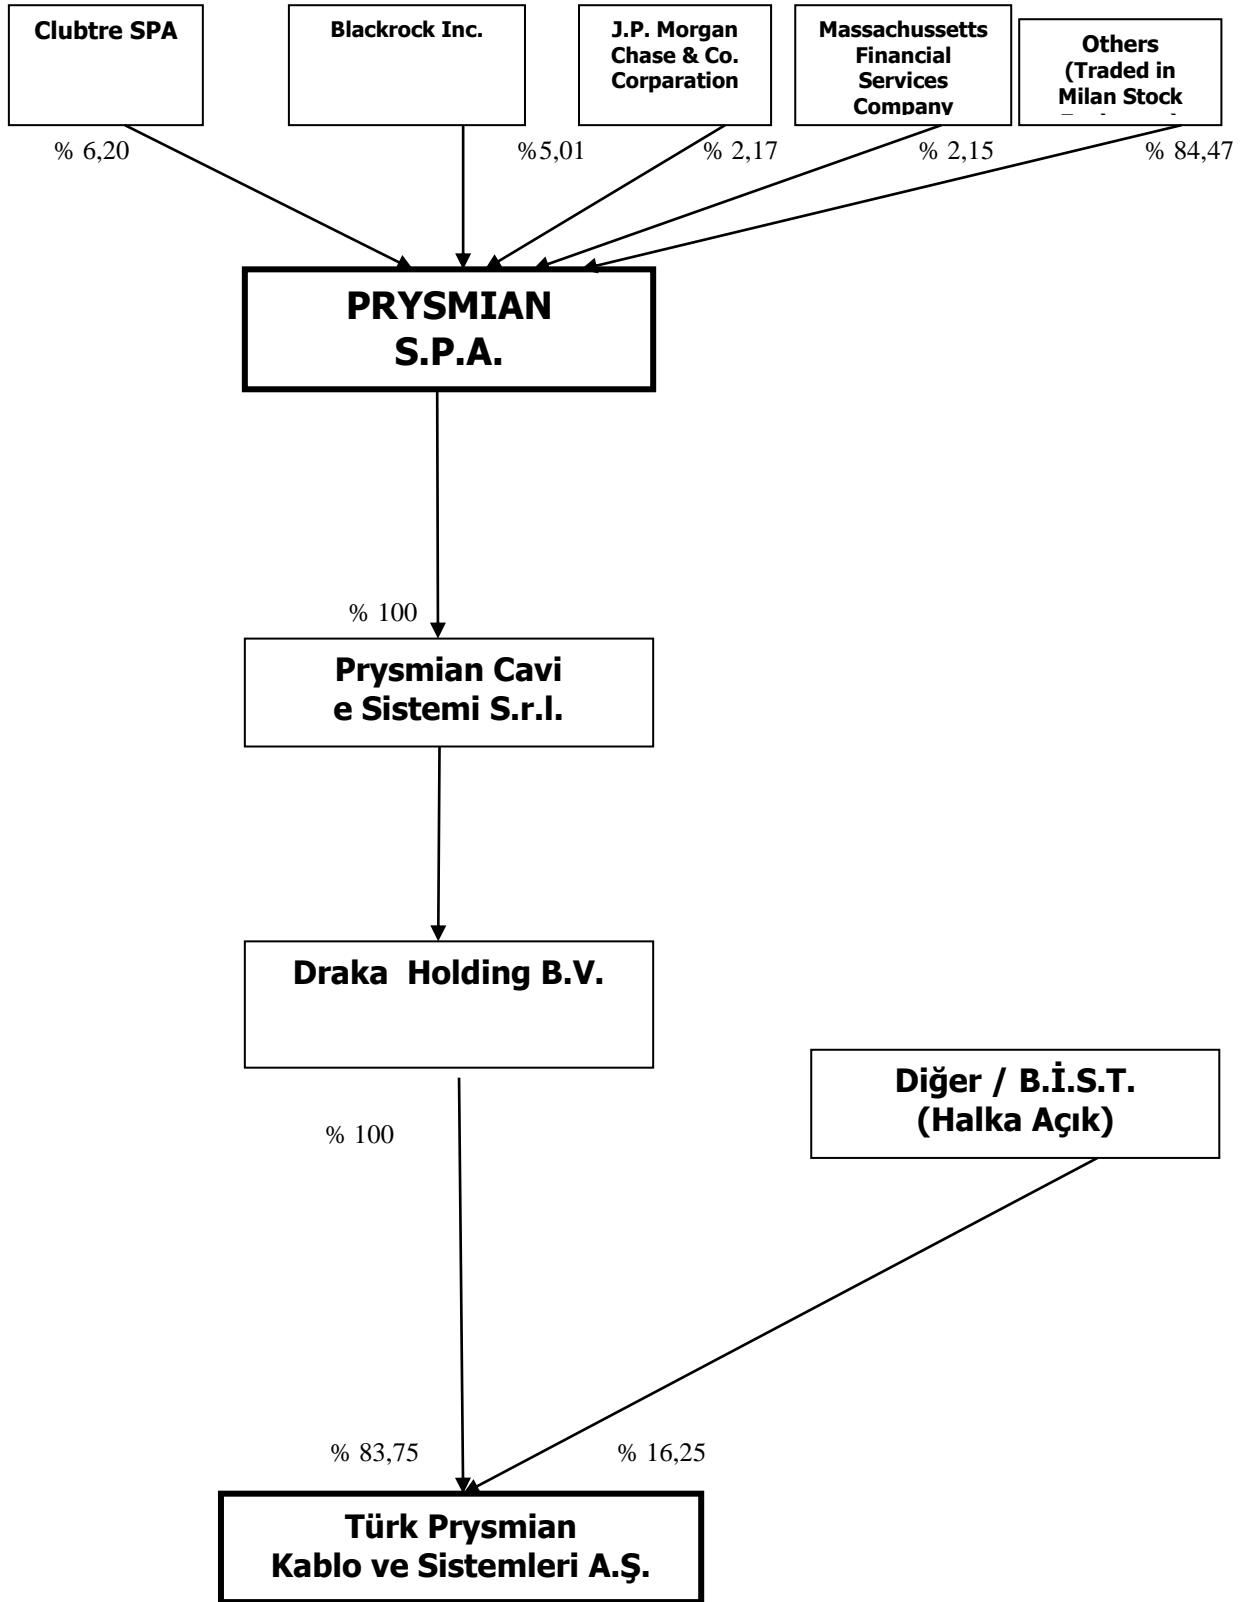 Clubtre SPA
Blackrock Inc.
J.P. Morgan
Chase & Co.
Corparation
Massachussetts
Financial
Services
Company
Others
(Traded in
Milan Stock
% 6,20
%5,01
% 2,17
% 2,15
% 84,47
PRYSMIAN
S.P.A.
% 100
Prysmian Cavi
e Sistemi S.r.l.
Draka Holding B.V.
Diğer / B.İ.S.T.
(Halka Açık)
% 100
% 83,75
% 16,25
Türk Prysmian
Kablo ve Sistemleri A.Ş.